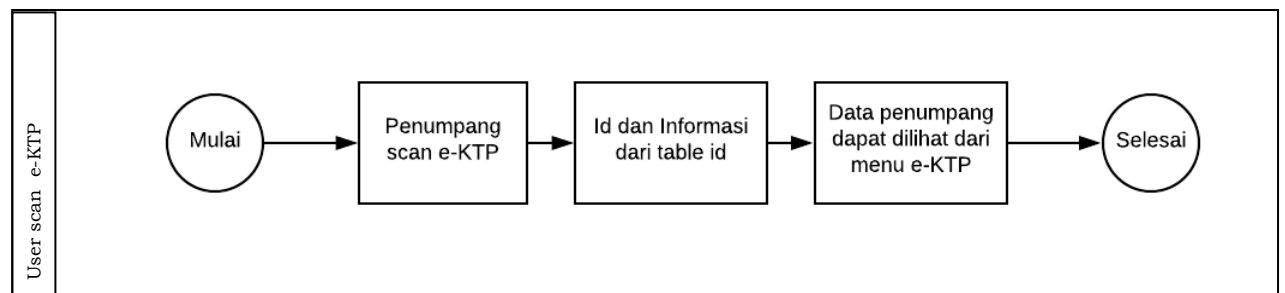 User scan e-KTP
Mulai
Penumpang
scan e-KTP
Id dan Informasi
dari table id
Data penumpang
dapat dilihat dari
menu e-KTP
Selesai